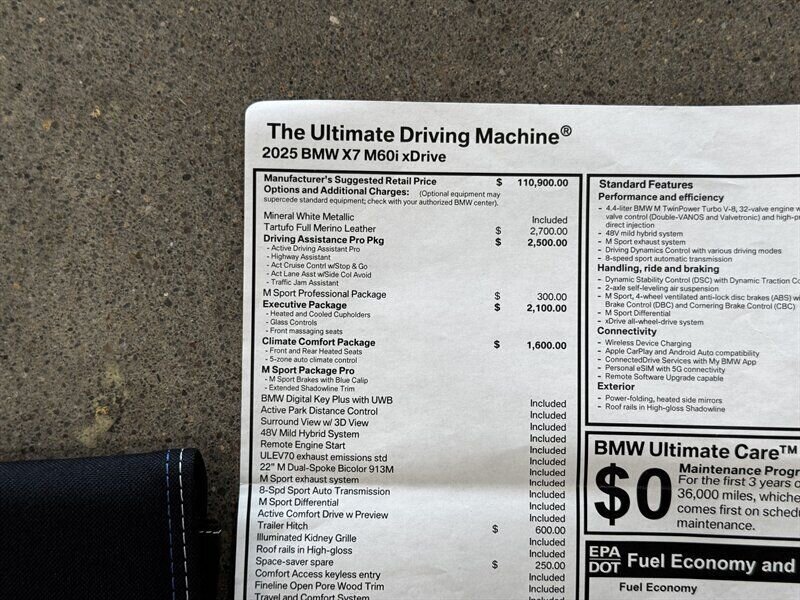 The Ultimate Driving Machine®
2025 BMW X7 M60i xDrive
Manufacturer's Suggested Retail Price $ 110,900.00
Options and Additional Charges: (Optional equipment may
supercede standard equipment; check with your authorized BMW center).
Mineral White Metallic Included
Tartufo Full Merino Leather $ 2,700.00
Driving Assistance Pro Pkg $ 2,500.00
- Active Driving Assistant Pro
- Highway Assistant
- Act Cruise Contrl w/Stop & Go
- Act Lane Asst w/Side Col Avoid
- Traffic Jam Assistant
M Sport Professional Package $ 300.00
Executive Package $ 2,100.00
- Heated and Cooled Cupholders
- Glass Controls
- Front massaging seats
Climate Comfort Package $ 1,600.00
- Front and Rear Heated Seats
- 5-zone auto climate control
M Sport Package Pro
- M Sport Brakes with Blue Calip
- Extended Shadowline Trim
BMW Digital Key Plus with UWB Included
Active Park Distance Control Included
Surround View w/ 3D View Included
48V Mild Hybrid System Included
Remote Engine Start Included
ULEV70 exhaust emissions std Included
22" M Dual-Spoke Bicolor 913M Included
M Sport exhaust system Included
8-Spd Sport Auto Transmission Included
M Sport Differential Included
Active Comfort Drive w Preview Included
Trailer Hitch $ 600.00
Illuminated Kidney Grille Included
Roof rails in High-gloss Included
Space-saver spare $ 250.00
Comfort Access keyless entry Included
Fineline Open Pore Wood Trim Included
Travel and Comfort System Included
Standard Features
Performance and efficiency
- 4.4-liter BMW M TwinPower Turbo V-8, 32-valve engine
valve control (Double-VANOS and Valvetronic) and
direct injection
- 48V mild hybrid system
- M Sport exhaust system
- Driving Dynamics Control with various driving modes
- 8-speed sport automatic transmission
Handling, ride and braking
- Dynamic Stability Control (DSC) with Dynamic Traction
- 2-axle self-leveling air suspension
- M Sport, 4-wheel ventilated anti-lock disc brakes (ABS)
Brake Control (DBC) and Cornering Brake Control (CBC)
- M Sport Differential
- xDrive all-wheel-drive system
Connectivity
- Wireless Device Charging
- Apple CarPlay and Android Auto compatibility
- ConnectedDrive Services with My BMW App
- Personal eSIM with 5G connectivity
- Remote Software Upgrade capable
Exterior
- Power-folding, heated side mirrors
- Roof rails in High-gloss Shadowline
BMW Ultimate Care™
$0 Maintenance
For the first 3 years
36,000 miles,
comes first on
maintenance.
EPA
DOT Fuel Economy and
Fuel Economy